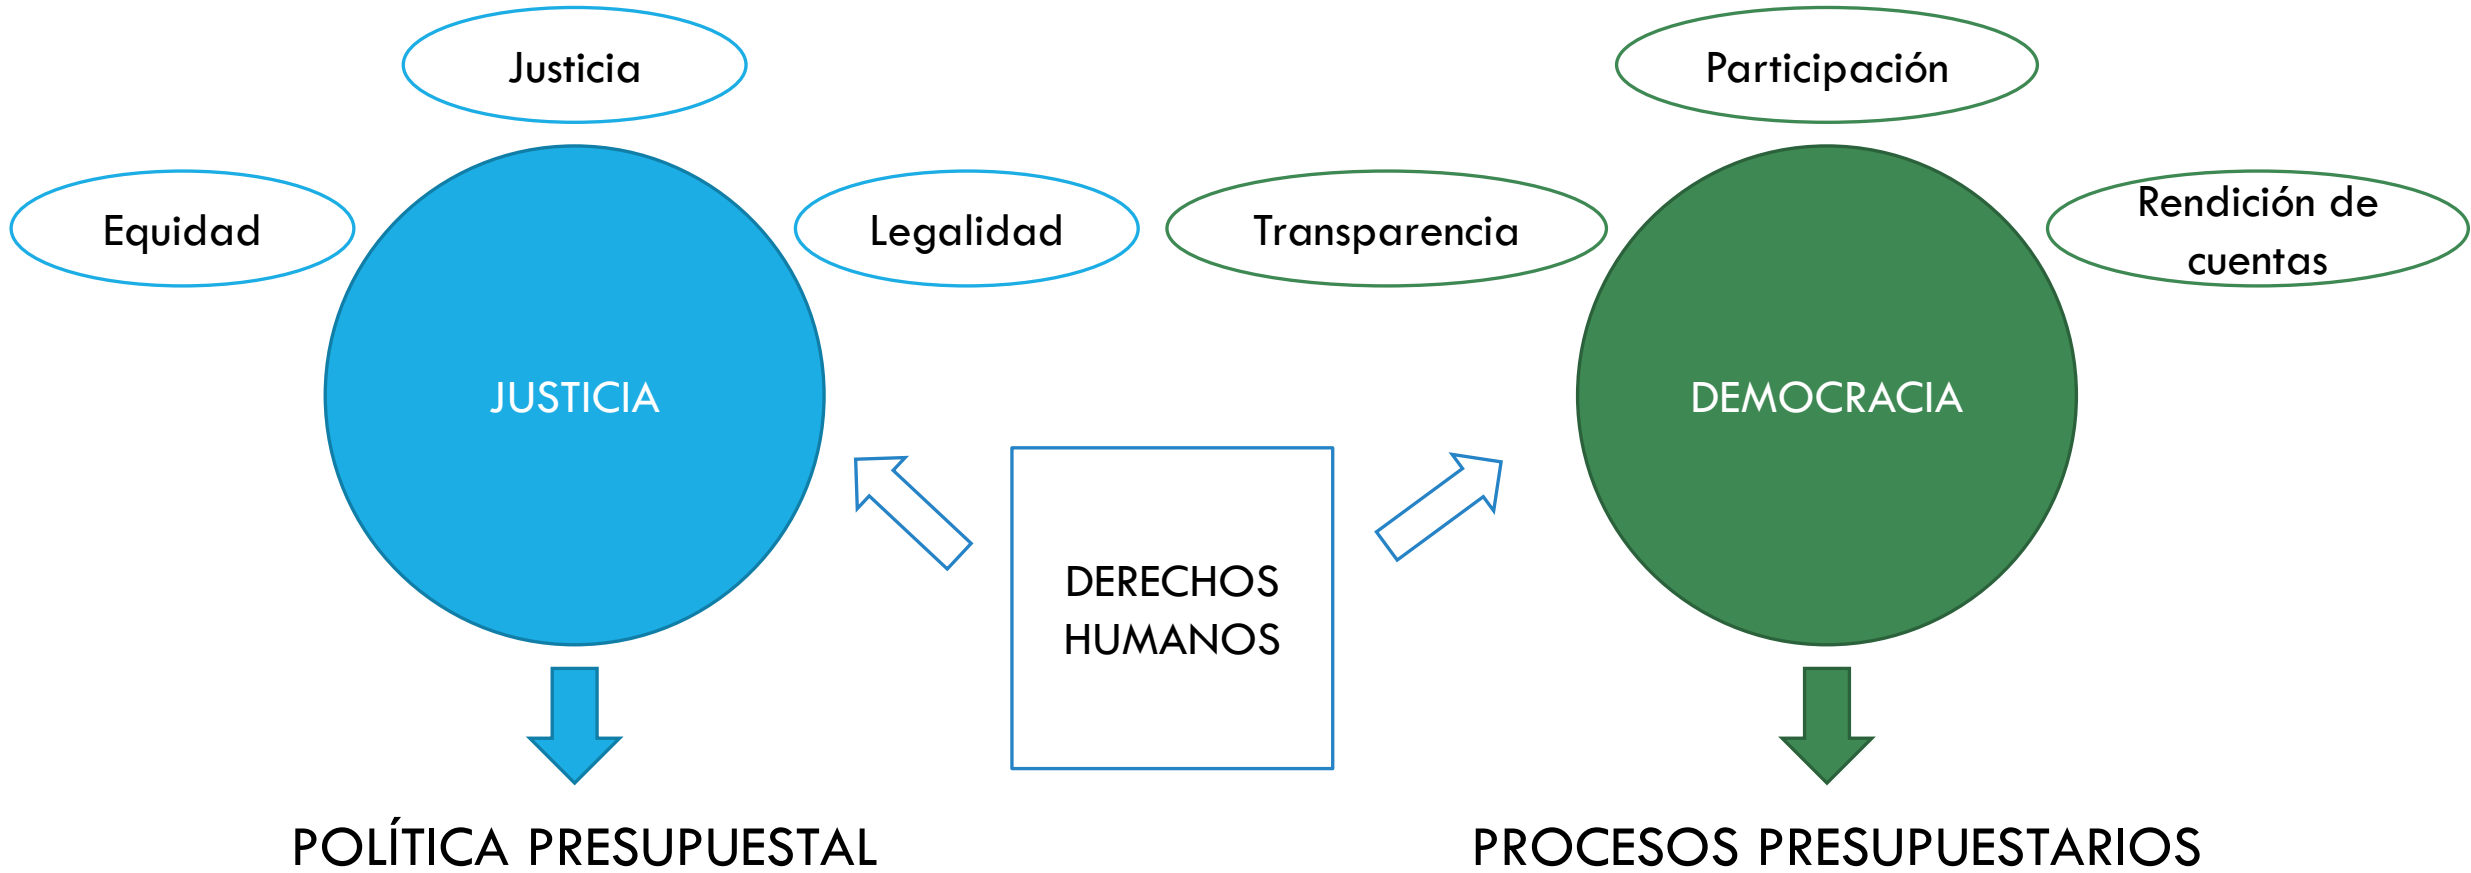 Justicia
Equidad
Legalidad
JUSTICIA
Participación
Transparencia
Rendición de
cuentas
DEMOCRACIA
DERECHOS
HUMANOS
POLÍTICA PRESUPUESTAL
PROCESOS PRESUPUESTARIOS